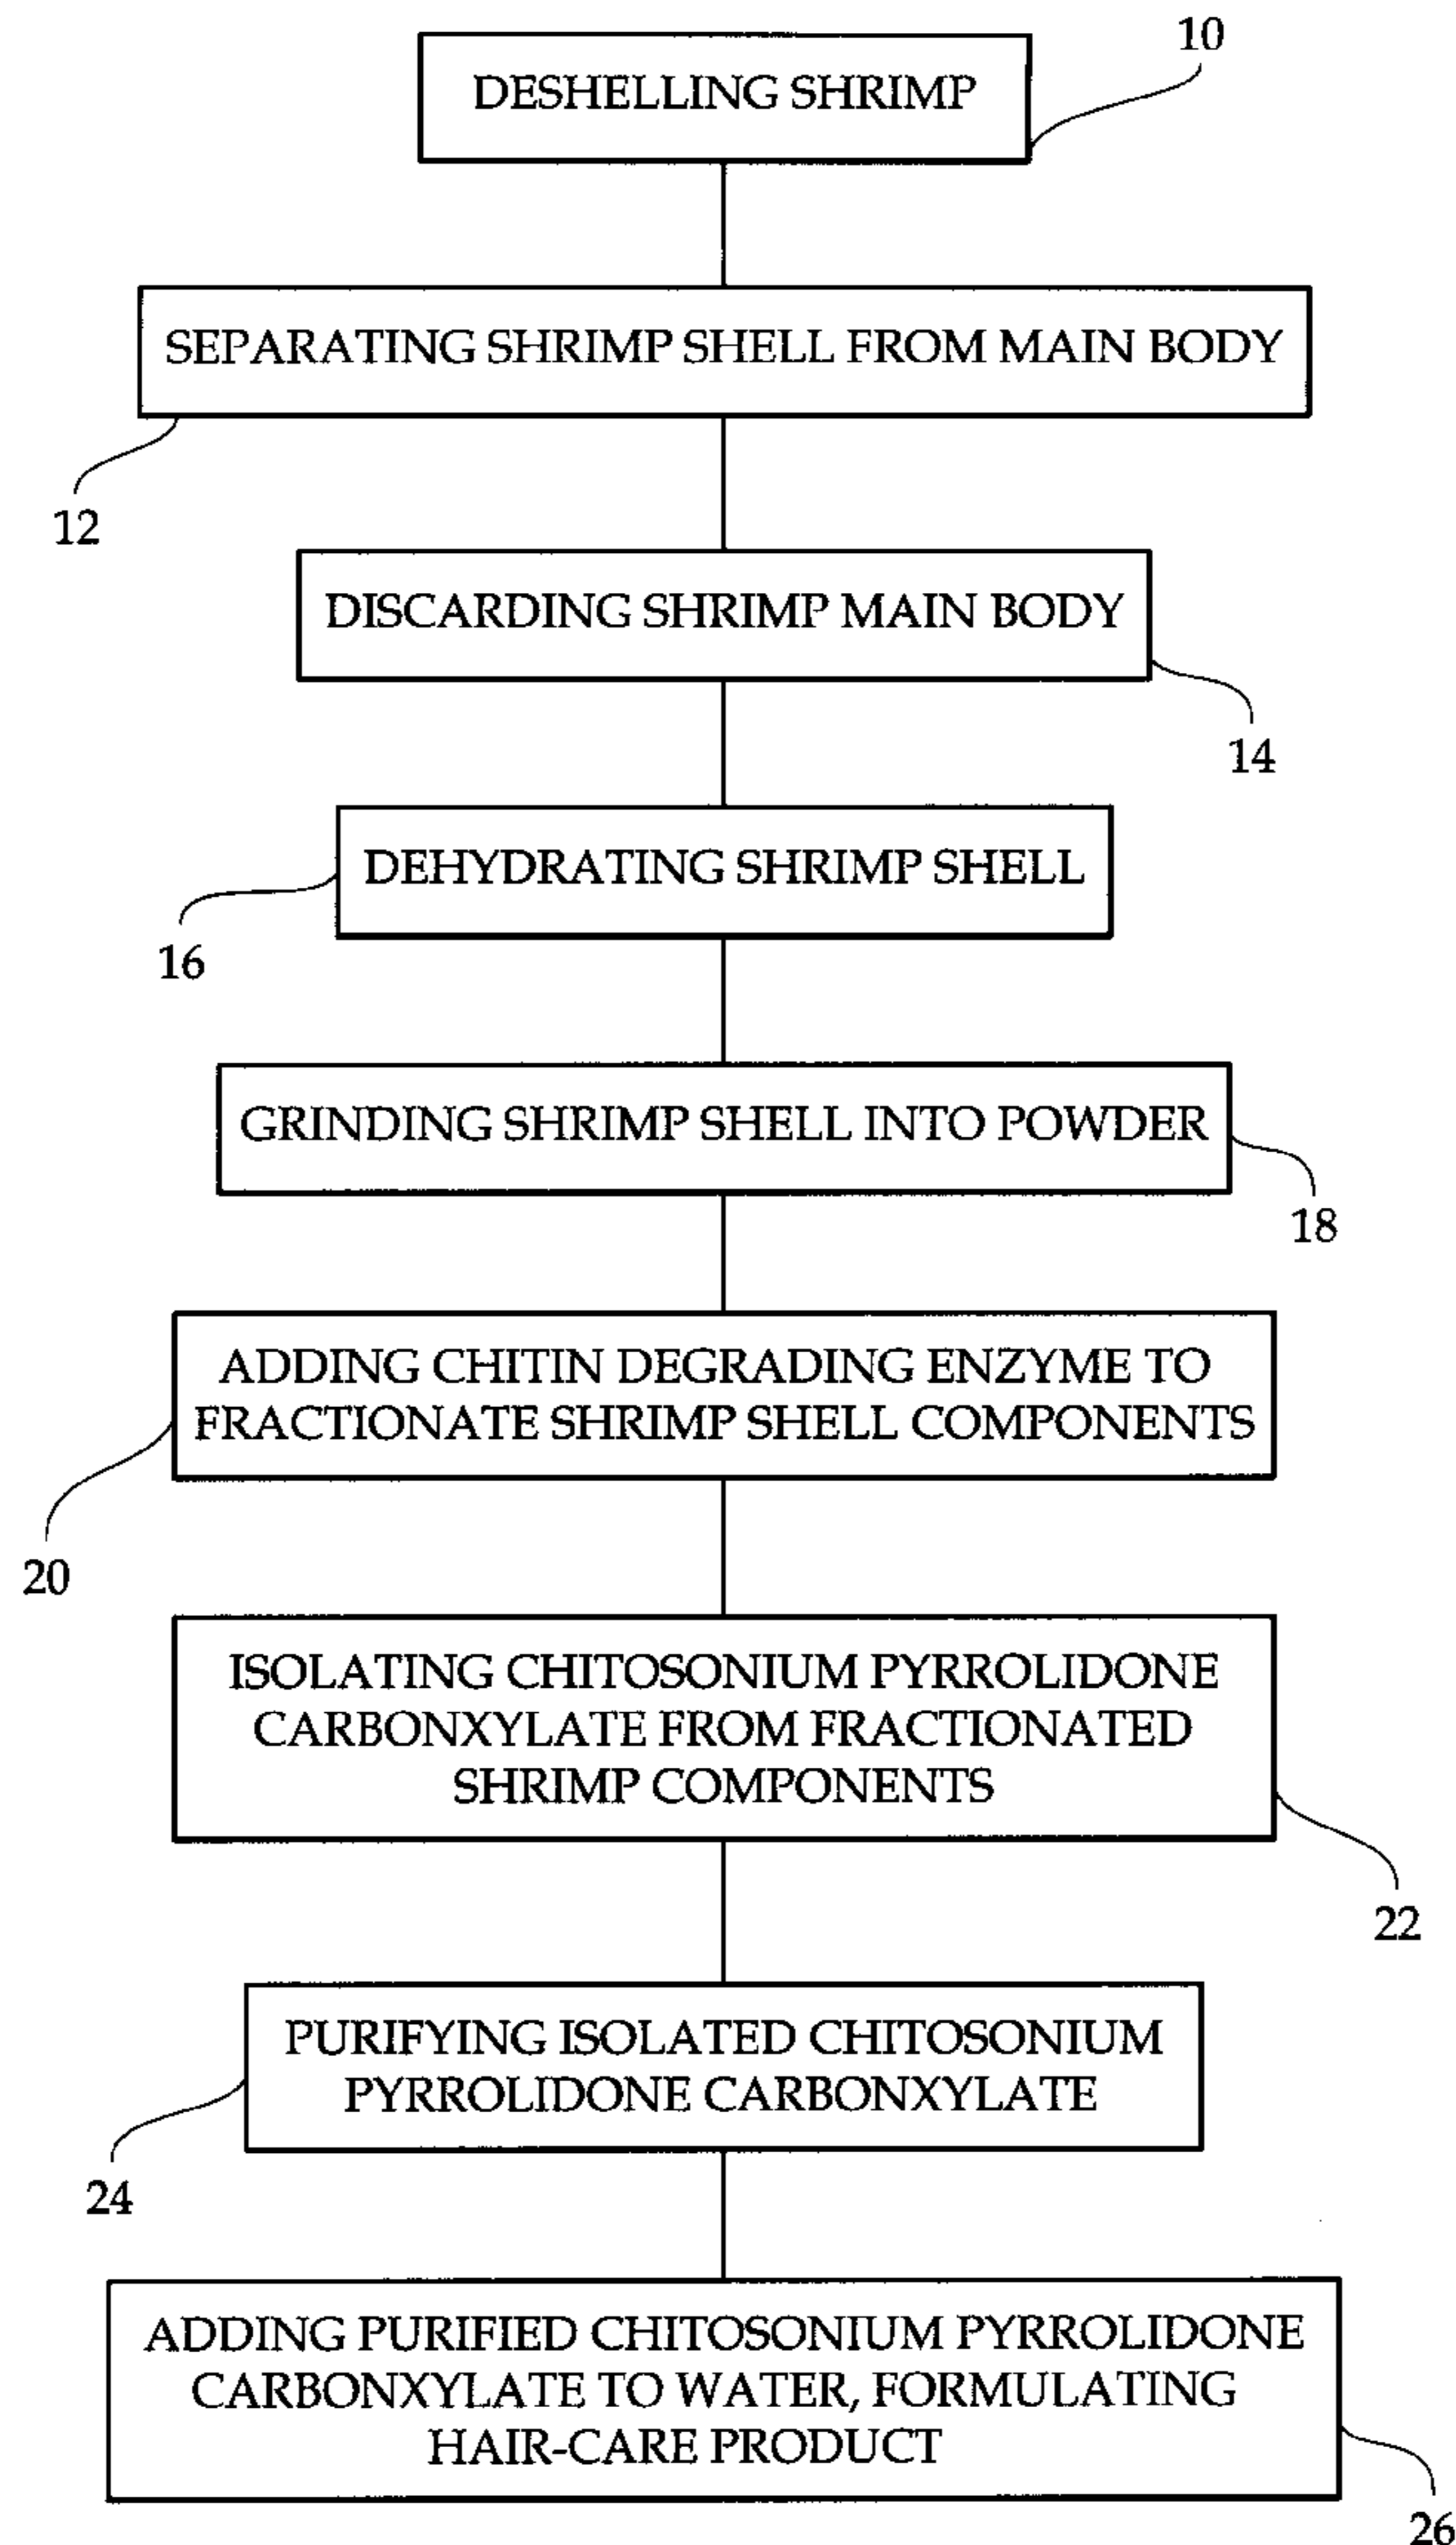 10
DESHELLING SHRIMP
SEPARATING SHRIMP SHELL FROM MAIN BODY
12
DISCARDING SHRIMP MAIN BODY
14
DEHYDRATING SHRIMP SHELL
16
GRINDING SHRIMP SHELL INTO POWDER
18
ADDING CHITIN DEGRADING ENZYME TO
FRACTIONATE SHRIMP SHELL COMPONENTS
20
ISOLATING CHITOSONIUM PYRROLIDONE
CARBONXYLATE FROM FRACTIONATED
SHRIMP COMPONENTS
22
PURIFYING ISOLATED CHITOSONIUM
PYRROLIDONE CARBONXYLATE
24
ADDING PURIFIED CHITOSONIUM PYRROLIDONE
CARBONXYLATE TO WATER, FORMULATING
HAIR-CARE PRODUCT
26